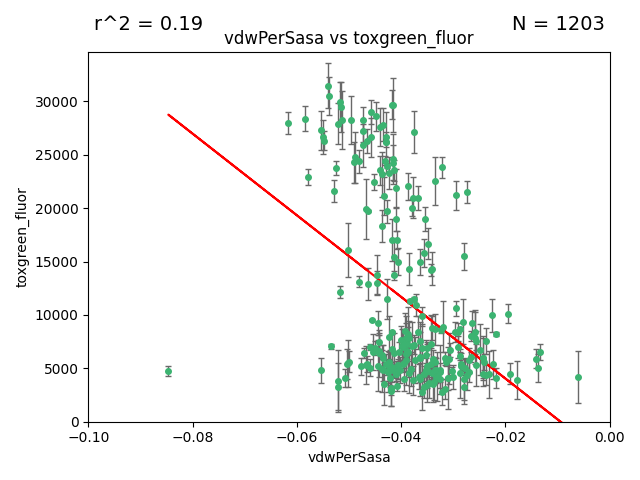 r^2 = 0.19
N = 1203
vdwPerSasa vs toxgreen_fluor
toxgreen_fluor
30000
25000
20000
15000
10000
5000
0
−0.10
−0.08
−0.06
−0.04
−0.02
0.00
vdwPerSasa